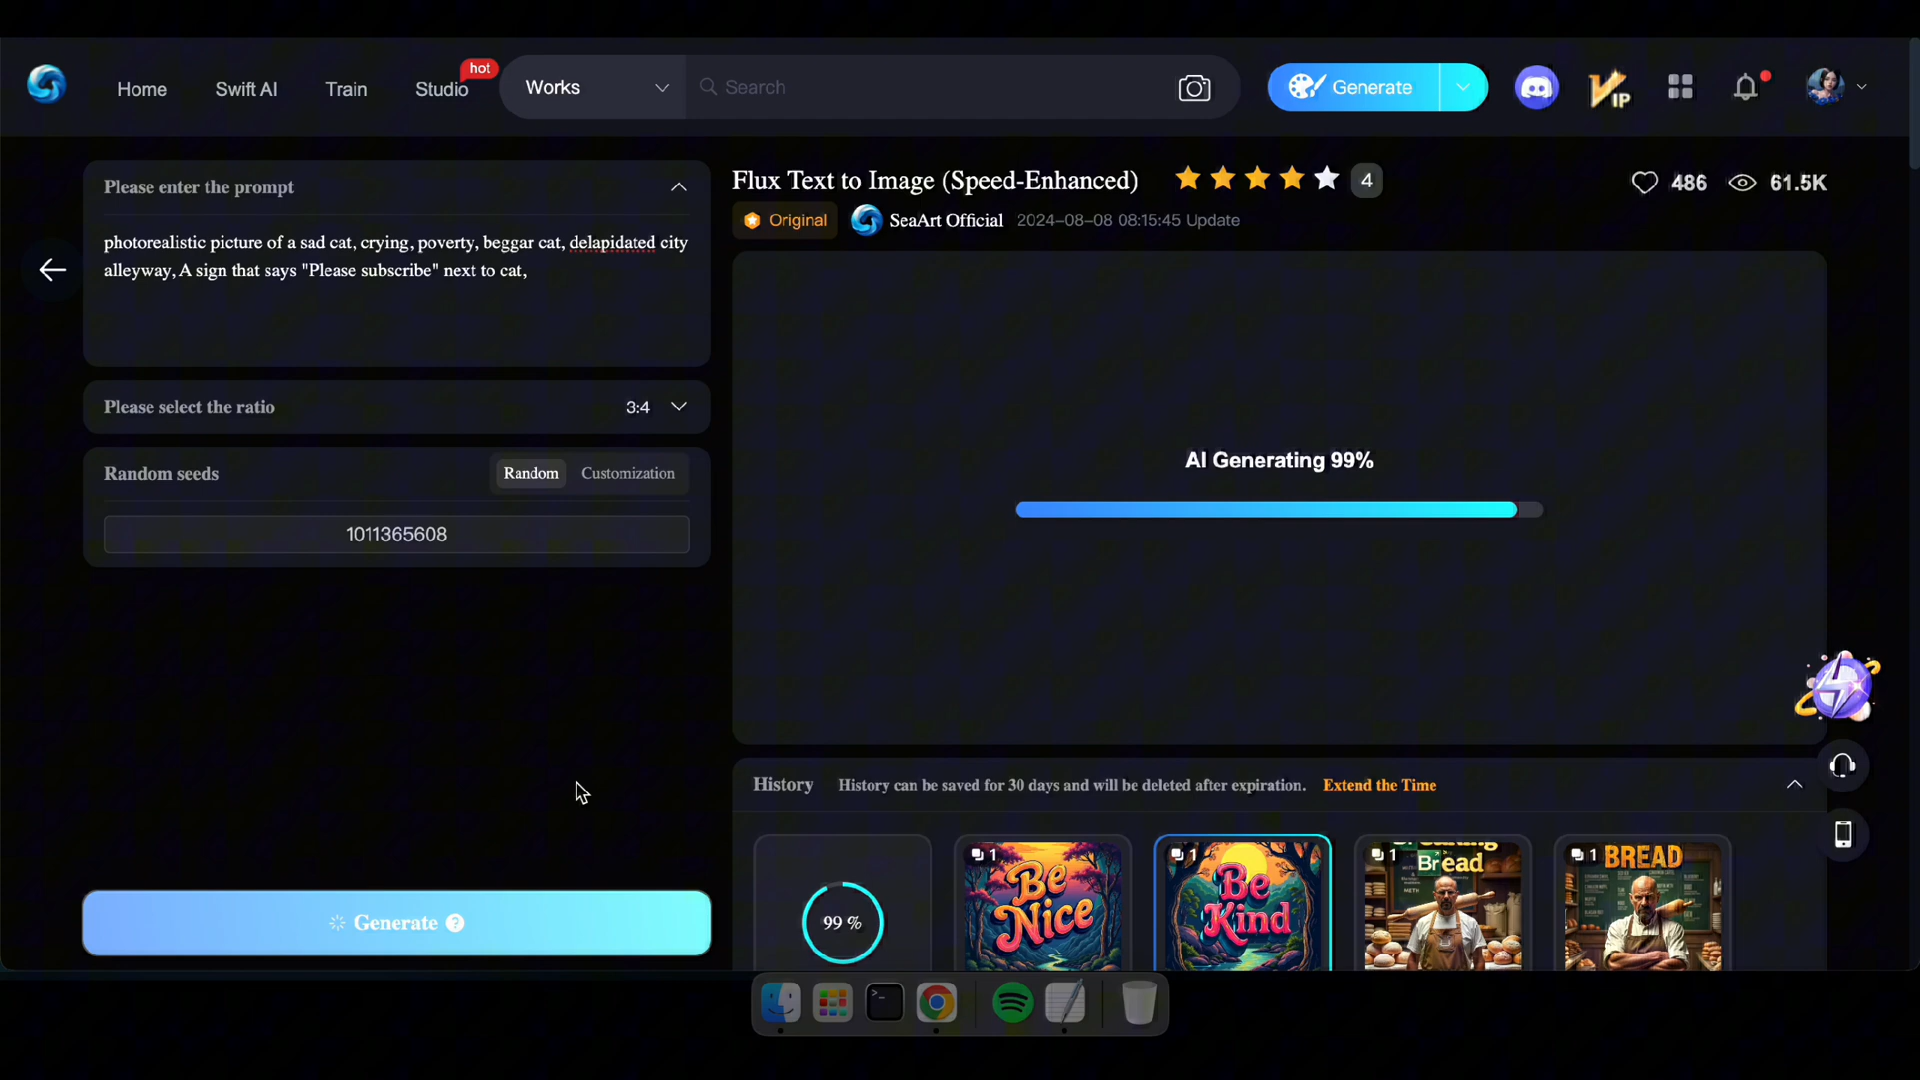 hot
Home
Swift AI
Train
Studio
Works
Search
Generate
VIP
Please enter the prompt
photorealistic picture of a sad cat, crying, poverty, beggar cat, delapidated city
alleyway, A sign that says "Please subscribe" next to cat,
Please select the ratio
3:4
Random seeds
Random
Customization
1011365608
Generate ?
Flux Text to Image (Speed-Enhanced)
4
486
61.5K
Original
SeaArt Official
2024-08-08 08:15:45 Update
AI Generating 99%
History
History can be saved for 30 days and will be deleted after expiration.
Extend the Time
99 %
1
Be
Nice
1
Be
Kind
1
Bread
METH
1
BREAD